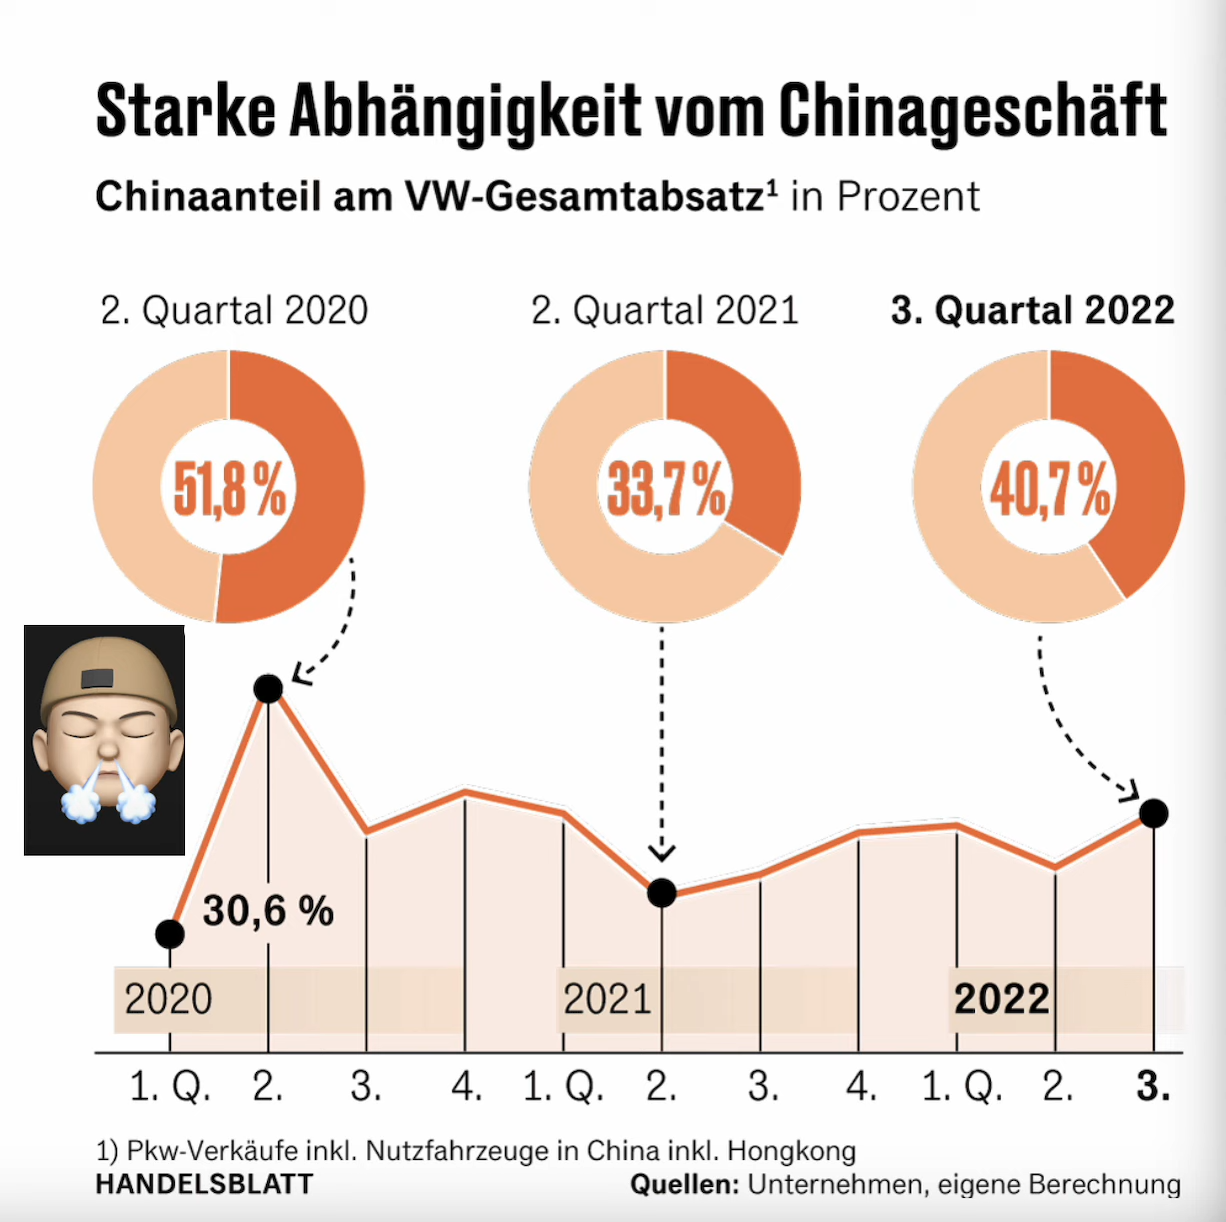 Starke Abhängigkeit vom Chinageschäft
Chinaanteil am VW-Gesamtabsatz¹ in Prozent
2. Quartal 2020
2. Quartal 2021
3. Quartal 2022
51,8 %
33,7 %
40,7 %
30,6 %
2020
2021
2022
1. Q. 2. 3. 4. 1. Q. 2. 3. 4. 1. Q. 2. 3.
1) Pkw-Verkäufe inkl. Nutzfahrzeuge in China inkl. Hongkong
HANDELSBLATT
Quellen: Unternehmen, eigene Berechnung